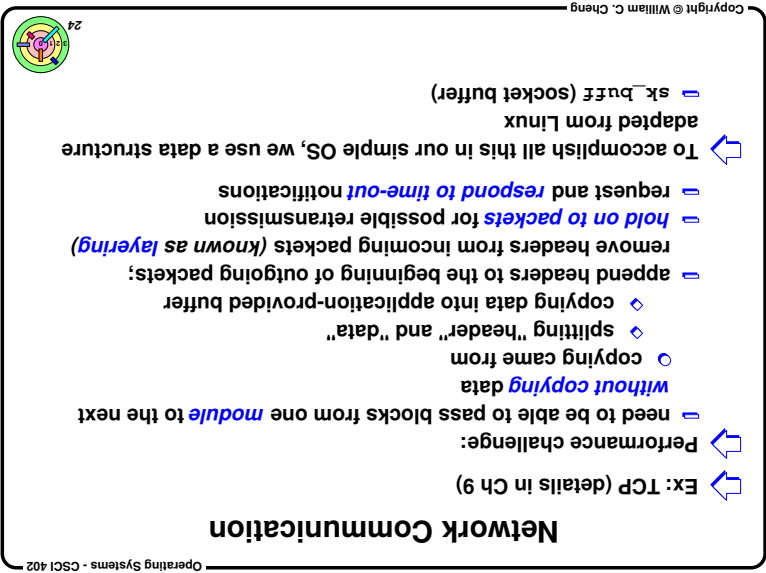 Operating Systems - CSCI 402
Network Communication
Ex: TCP (details in Ch 9)
Performance challenge:
need to be able to pass blocks from one module to the next
without copying data
copying came from
splitting "header" and "data"
copying data into application-provided buffer
append headers to the beginning of outgoing packets;
remove headers from incoming packets (known as layering)
hold on to packets for possible retransmission
request and respond to time-out notifications
To accomplish all this in our simple OS, we use a data structure
adapted from Linux
sk_buff (socket buffer)
24
0 1 2 3
Copyright © William C. Cheng